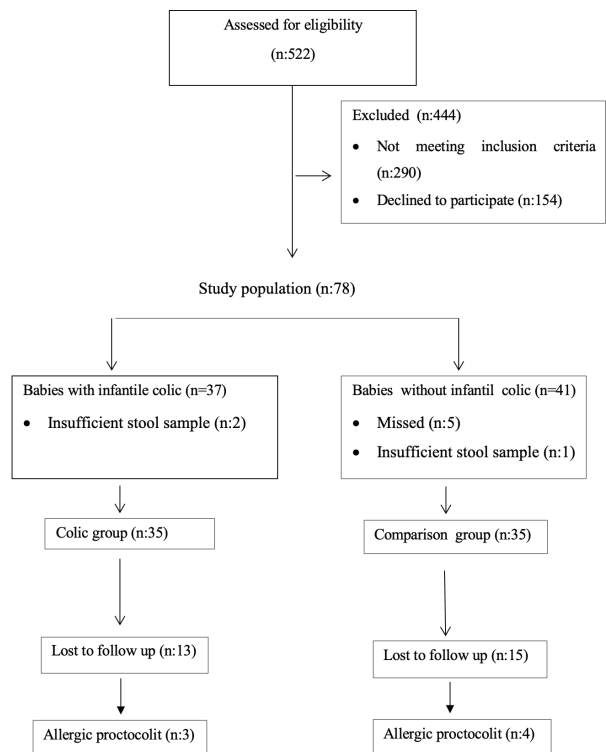 Assessed for eligibility
(n:522)
Excluded (n:444)
• Not meeting inclusion criteria
(n:290)
• Declined to participate (n:154)
Study population (n:78)
Babies with infantile colic (n=37)
• Insufficient stool sample (n:2)
Babies without infantil colic (n=41)
• Missed (n:5)
• Insufficient stool sample (n:1)
Colic group (n:35)
Comparison group (n:35)
Lost to follow up (n:13)
Lost to follow up (n:15)
Allergic proctocolit (n:3)
Allergic proctocolit (n:4)